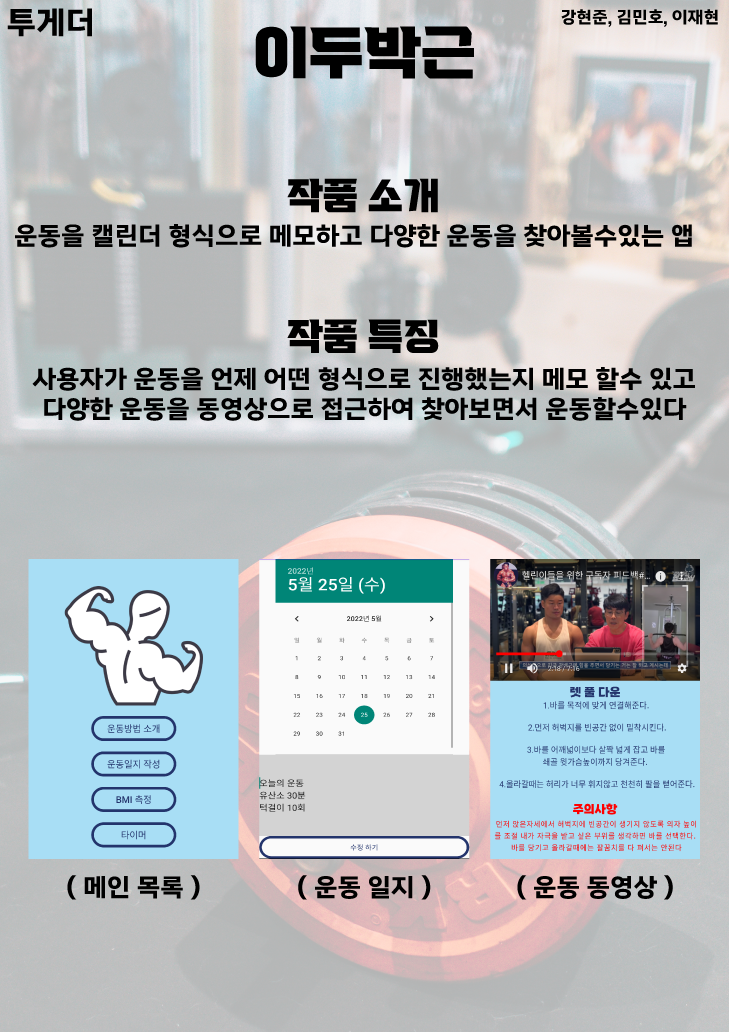 투게더
강현준, 김민호, 이재현
이두박근
작품 소개
운동을 캘린더 형식으로 메모하고 다양한 운동을 찾아볼수있는 앱
작품 특징
사용자가 운동을 언제 어떤 형식으로 진행했는지 메모 할수 있고
다양한 운동을 동영상으로 접근하여 찾아보면서 운동할수있다
운동방법 소개
운동일지 작성
BMI 측정
타이머
( 메인 목록 )
2022년
5월 25일 (수)
2022년 5월
일 월 화 수 목 금 토
1 2 3 4 5 6 7
8 9 10 11 12 13 14
15 16 17 18 19 20 21
22 23 24 25 26 27 28
29 30 31
오늘의 운동
유산소 30분
턱걸이 10회
수정 하기
( 운동 일지 )
헬린이들을 위한 구독자 피드백#...
2:18 / 7:36
렛 풀 다운
1.바를 목적에 맞게 연결해준다.
2.먼저 허벅지를 빈공간 없이 밀착시킨다.
3.바를 어깨넓이보다 살짝 넓게 잡고 바를
쇄골 윗가슴높이까지 당겨준다.
4.올라갈때는 허리가 너무 휘지않고 천천히 팔을 뻗어준다.
주의사항
먼저 앉은자세에서 허벅지에 빈공간이 생기지 않도록 의자 높이
를 조절 내가 자극을 받고 싶은 부위를 생각하면 바를 선택한다.
바를 당기고 올라갈때에는 팔꿈치를 다 펴서는 안된다
( 운동 동영상 )